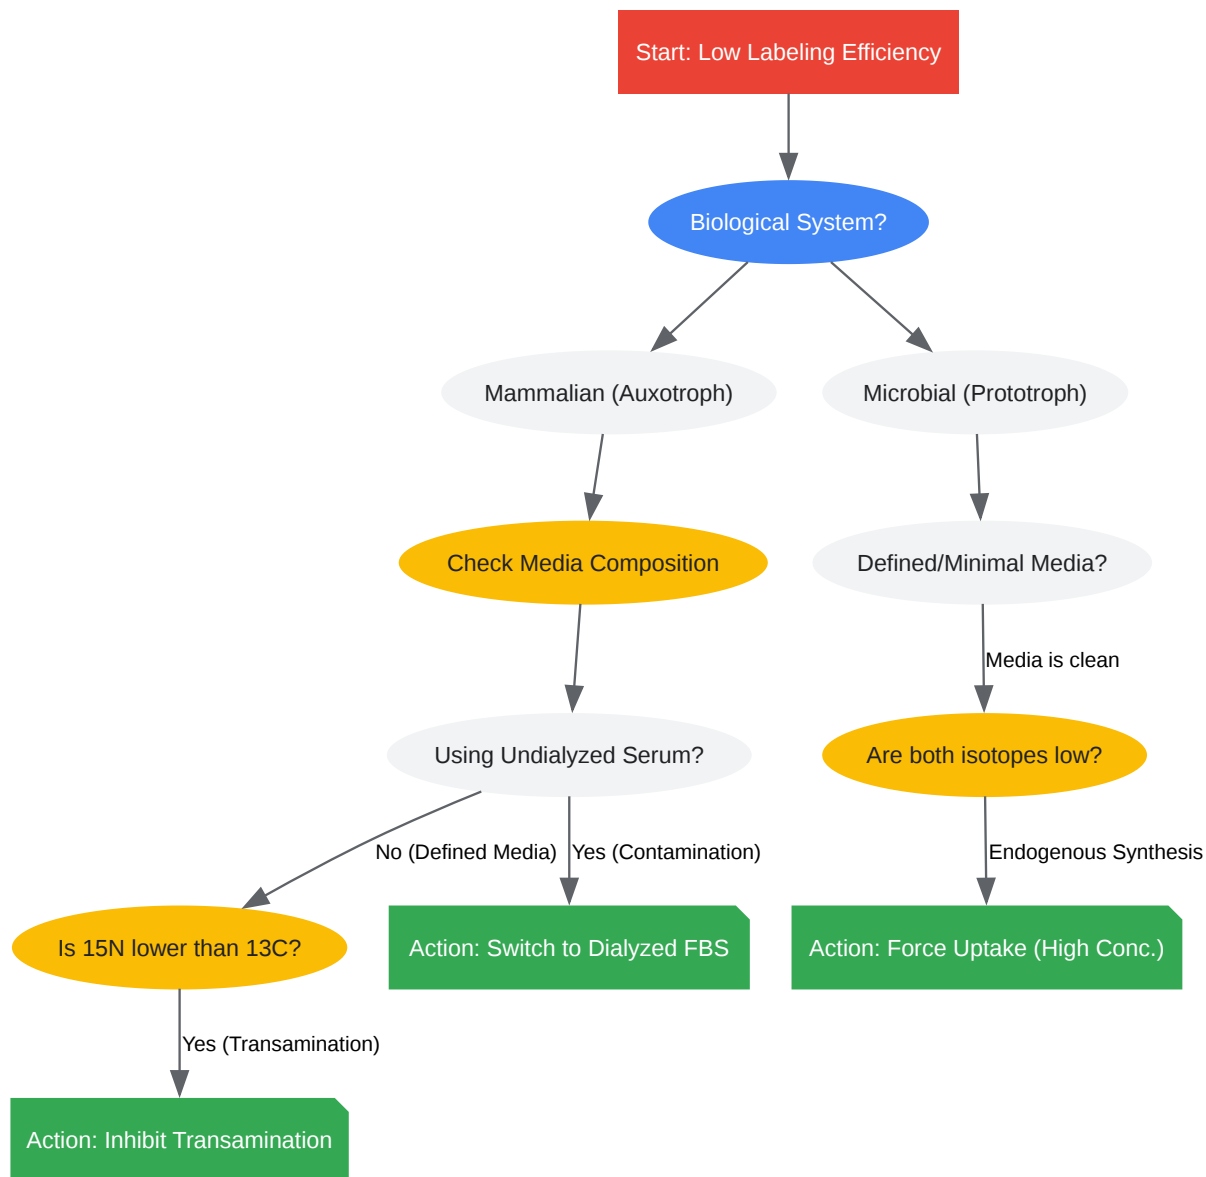 Start: Low Labeling Efficiency
Biological System?
Mammalian (Auxotroph)
Microbial (Prototroph)
Check Media Composition
Defined/Minimal Media?
Media is clean
Using Undialyzed Serum?
Are both isotopes low?
No (Defined Media)
Yes (Contamination)
Endogenous Synthesis
Is 15N lower than 13C?
Action: Switch to Dialyzed FBS
Action: Force Uptake (High Conc.)
Yes (Transamination)
Action: Inhibit Transamination